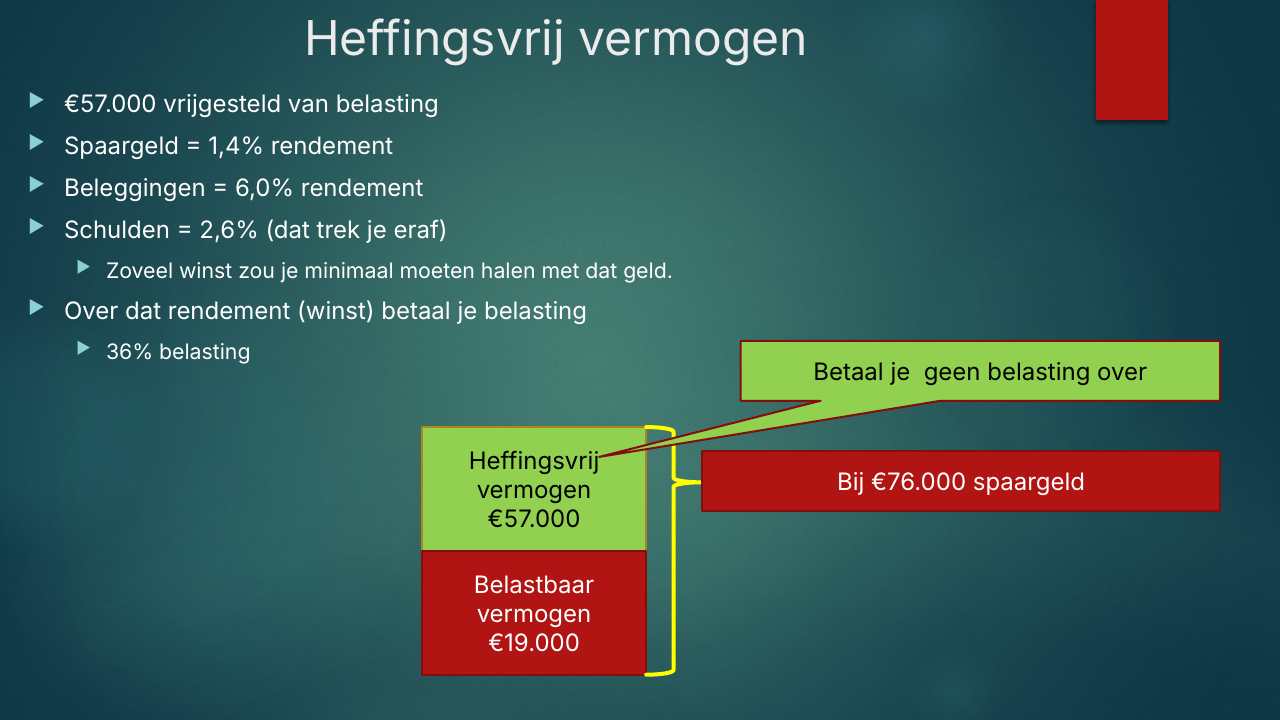 Heffingsvrij vermogen
€57.000 vrijgesteld van belasting
Spaargeld = 1,4% rendement
Beleggingen = 6,0% rendement
Schulden = 2,6% (dat trek je eraf)
Zoveel winst zou je minimaal moeten halen met dat geld.
Over dat rendement (winst) betaal je belasting
36% belasting
Betaal je  geen belasting over
Heffingsvrij
vermogen
€57.000
Bij €76.000 spaargeld
Belastbaar
vermogen
€19.000